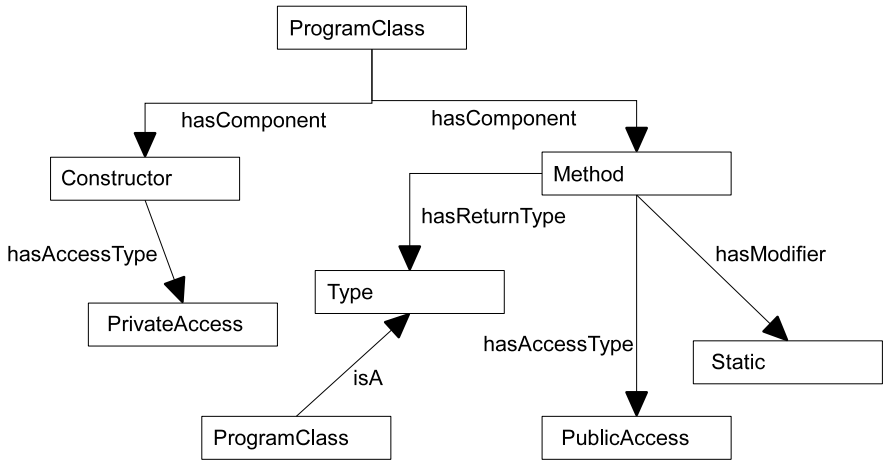 ProgramClass
hasComponent
hasComponent
Constructor
Method
hasReturnType
hasAccessType
hasModifier
Type
PrivateAccess
hasAccessType
Static
isA
ProgramClass
PublicAccess